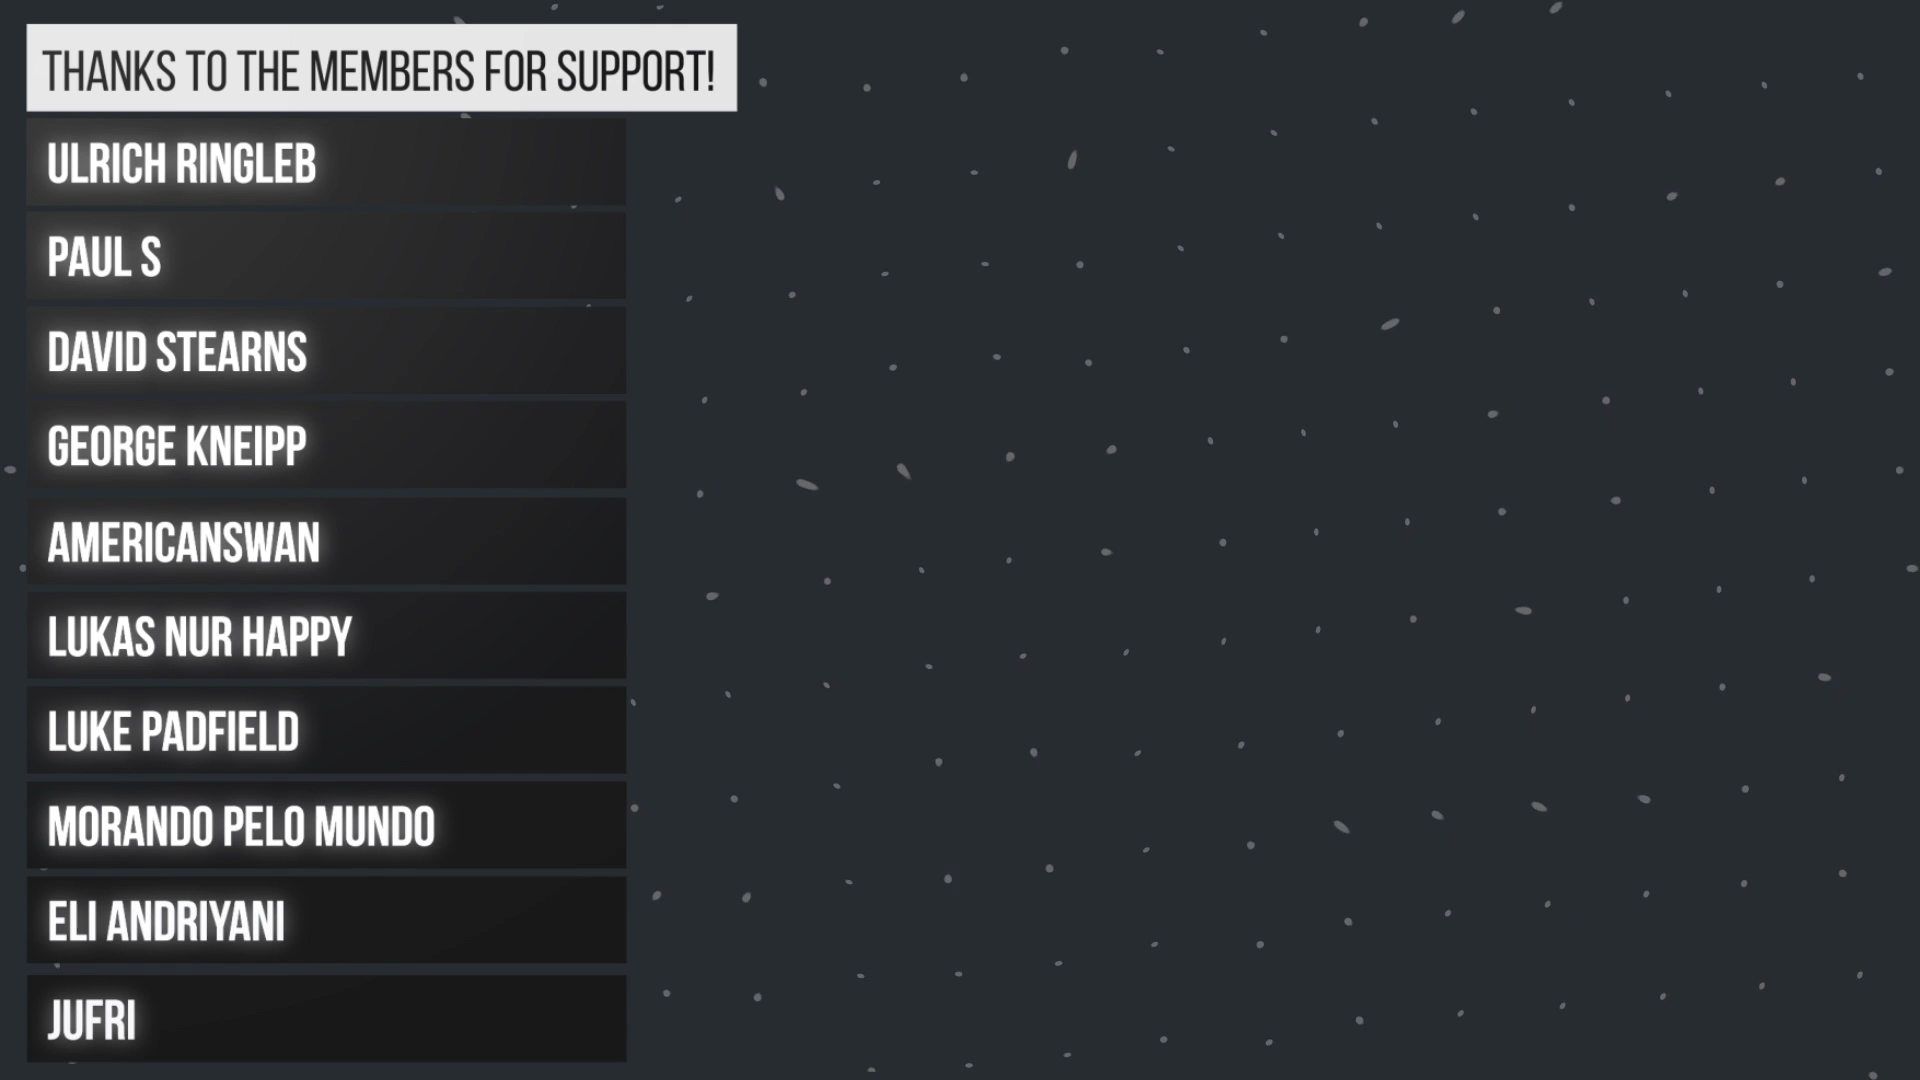 THANKS TO THE MEMBERS FOR SUPPORT!
ULRICH RINGLEB
PAUL S
DAVID STEARNS
GEORGE KNEIPP
AMERICANSWAN
LUKAS NUR HAPPY
LUKE PADFIELD
MORANDO PELO MUNDO
ELI ANDRIYANI
JUFRI